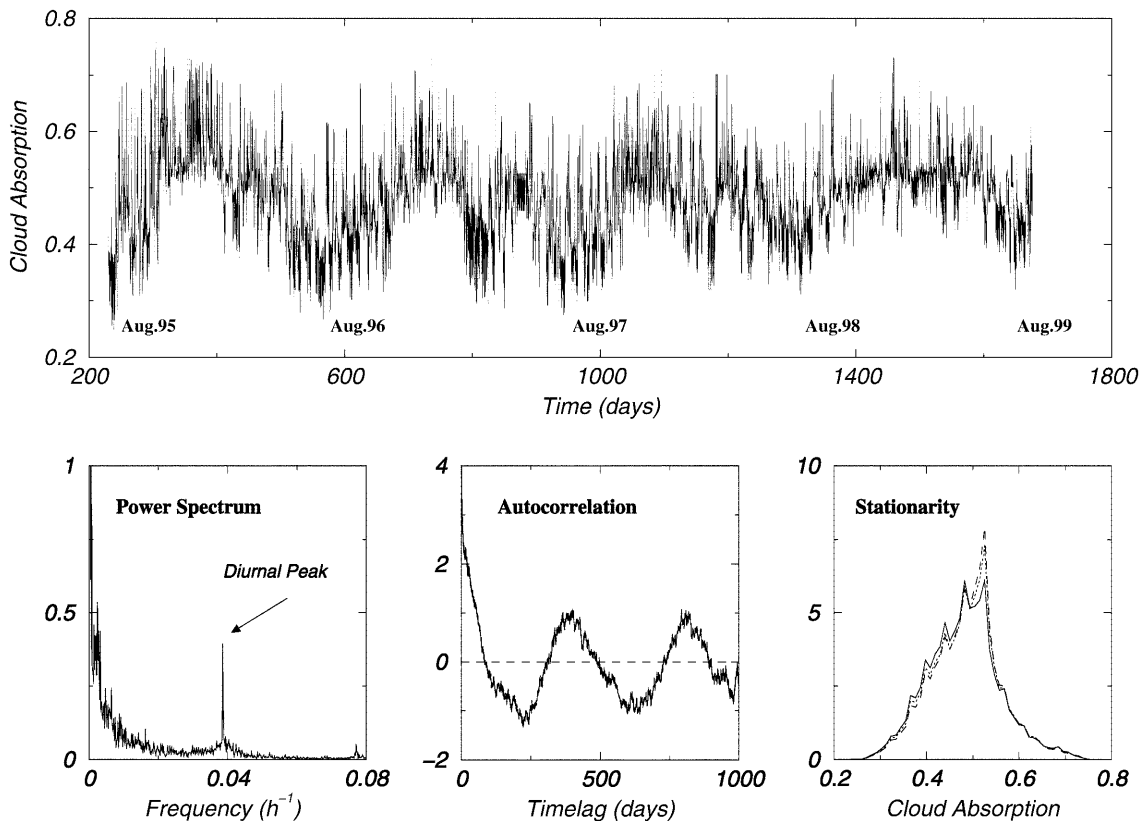 0.8
0.6
0.4
0.2
Cloud Absorption
Aug.95
Aug.96
Aug.97
Aug.98
Aug.99
200
600
1000
1400
1800
Time (days)
1
0.5
0
Power Spectrum
Diurnal Peak
0
0.04
0.08
Frequency (h⁻¹)
4
2
0
−2
Autocorrelation
0
500
1000
Timelag (days)
10
5
0
Stationarity
0.2
0.4
0.6
0.8
Cloud Absorption